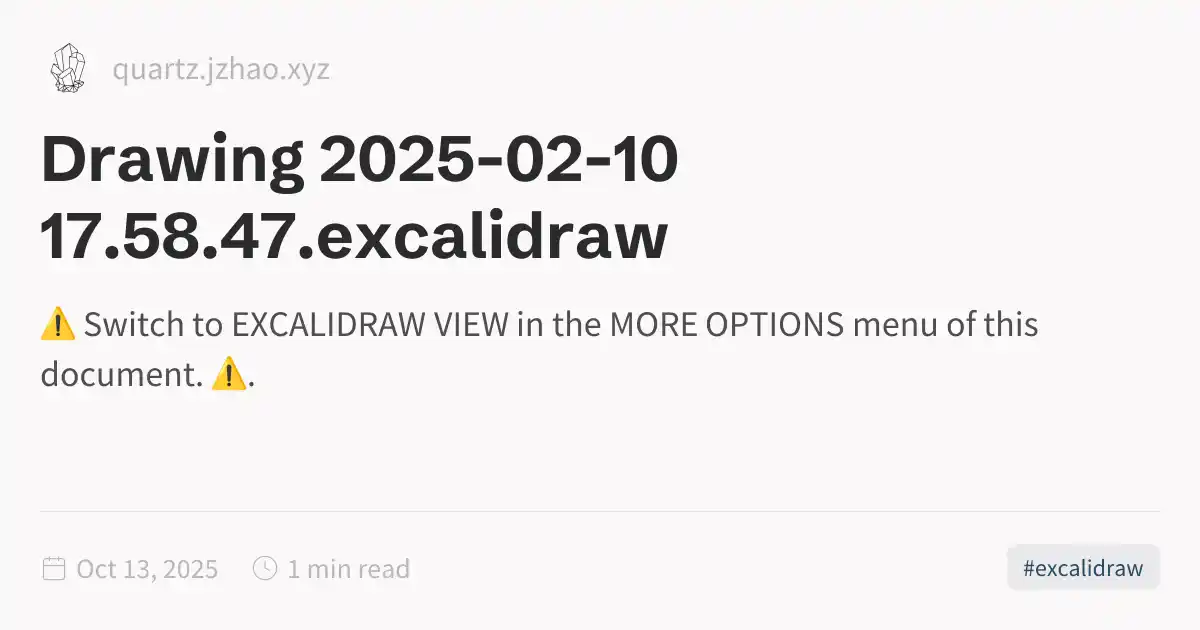 quartz.jzhao.xyz
Drawing 2025-02-10
17.58.47.excalidraw
⚠️ Switch to EXCALIDRAW VIEW in the MORE OPTIONS menu of this
document. ⚠️.
Oct 13, 2025 1 min read #excalidraw